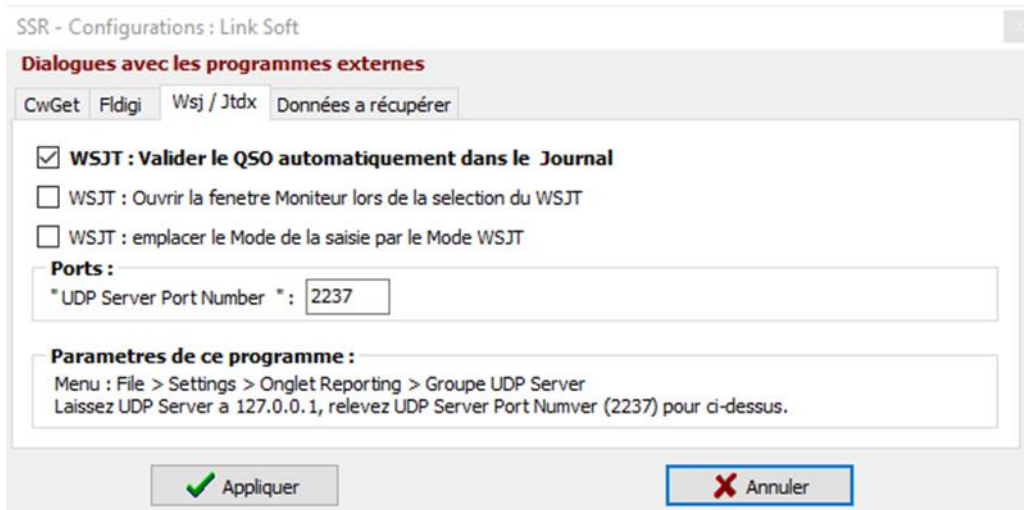 SSR - Configurations : Link Soft
Dialogues avec les programmes externes
CwGet Fldigi Wsj / Jtdx Données a récupérer
WSJT : Valider le QSO automatiquement dans le Journal
WSJT : Ouvrir la fenetre Moniteur lors de la selection du WSJT
WSJT : emplacer le Mode de la saisie par le Mode WSJT
Ports :
" UDP Server Port Number " : 2237
Parametres de ce programme :
Menu : File > Settings > Onglet Reporting > Groupe UDP Server
Laissez UDP Server a 127.0.0.1, relevez UDP Server Port Numver (2237) pour ci-dessus.
Appliquer Annuler